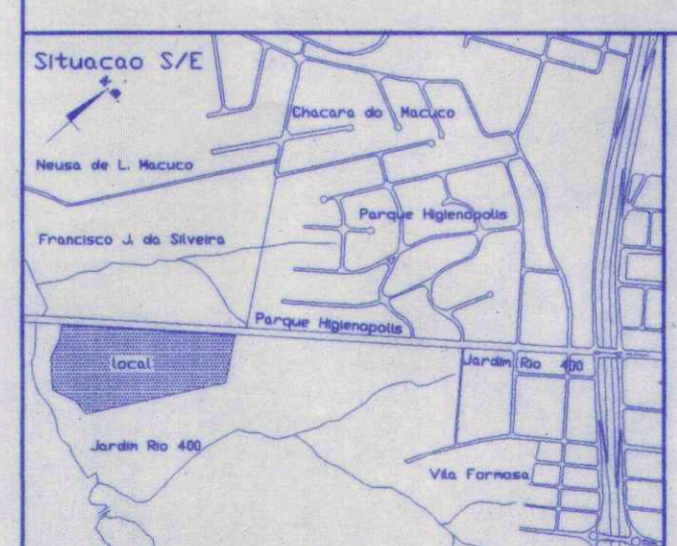 Situacao S/E
Chacara do Macuco
Neusa de L. Macuco
Parque Higienopolis
Francisco J. da Silveira
Parque Higienopolis
local
Jardim Rio 400
Jardim Rio 400
Vila Formosa